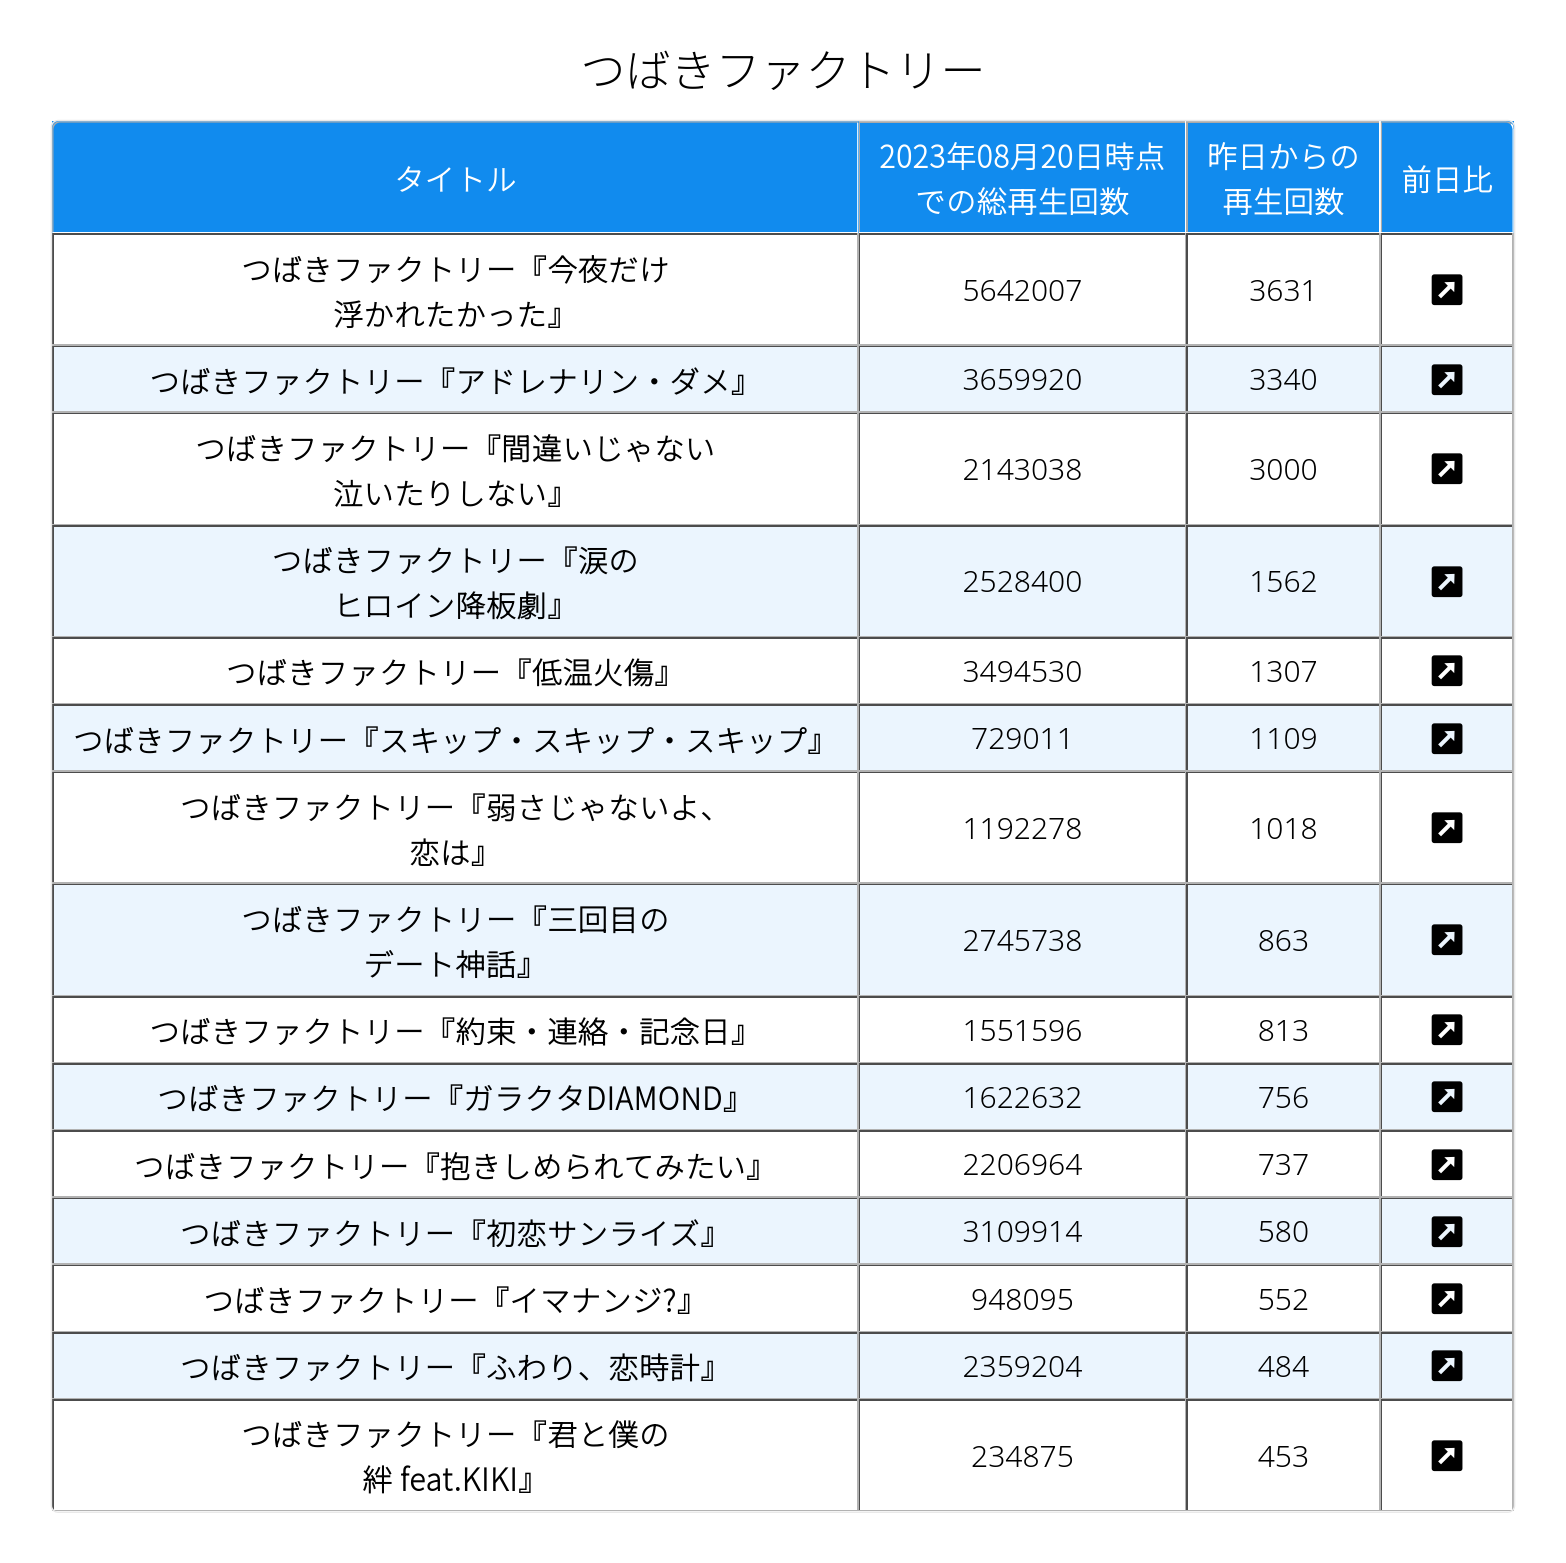 つばきファクトリー
タイトル
2023年08月20日時点
での総再生回数
昨日からの
再生回数
前日比
つばきファクトリー『今夜だけ
浮かれたかった』
5642007
3631
つばきファクトリー『アドレナリン・ダメ』
3659920
3340
つばきファクトリー『間違いじゃない
泣いたりしない』
2143038
3000
つばきファクトリー『涙の
ヒロイン降板劇』
2528400
1562
つばきファクトリー『低温火傷』
3494530
1307
つばきファクトリー『スキップ・スキップ・スキップ』
729011
1109
つばきファクトリー『弱さじゃないよ、
恋は』
1192278
1018
つばきファクトリー『三回目の
デート神話』
2745738
863
つばきファクトリー『約束・連絡・記念日』
1551596
813
つばきファクトリー『ガラクタDIAMOND』
1622632
756
つばきファクトリー『抱きしめられてみたい』
2206964
737
つばきファクトリー『初恋サンライズ』
3109914
580
つばきファクトリー『イマナンジ?』
948095
552
つばきファクトリー『ふわり、恋時計』
2359204
484
つばきファクトリー『君と僕の
絆 feat.KIKI』
234875
453